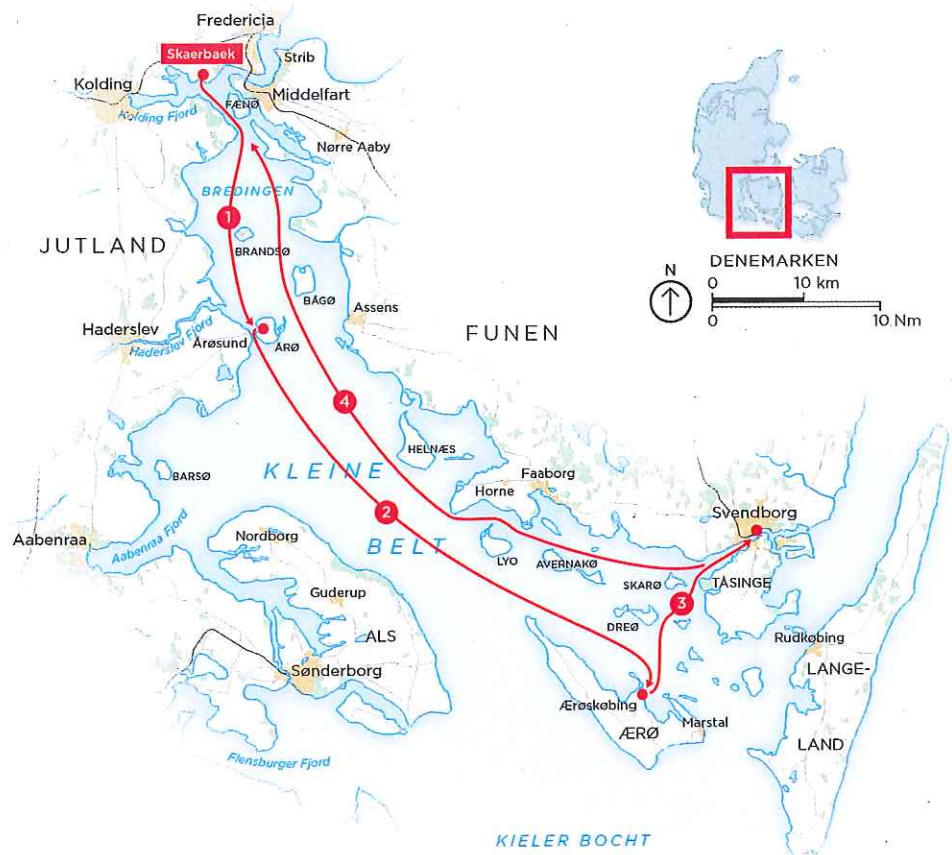 Fredericia
Skaerbaek
Strib
Kolding
Middelfart
FÆNØ
Kolding Fjord
Nørre Aaby
BREDINGEN
1
JUTLAND
BRANDSØ
BÅGØ
Assens
Haderslev
Haderslev Fjord
Årøsund
ÅRØ
FUNEN
N
DENEMARKEN
0 10 km
0 10 Nm
4
HELNÆS
KLEINE
BARSØ
Horne
Faaborg
2
Svendborg
Aabenraa
Aabenraa Fjord
Nordborg
BELT
LYO
AVERNAKØ
SKARØ
TÅSINGE
3
Guderup
DREØ
ALS
Rudkøbing
LANGE-
Sønderborg
Ærøskøbing
Marstal
ÆRØ
LAND
Flensburger Fjord
KIELER BOCHT